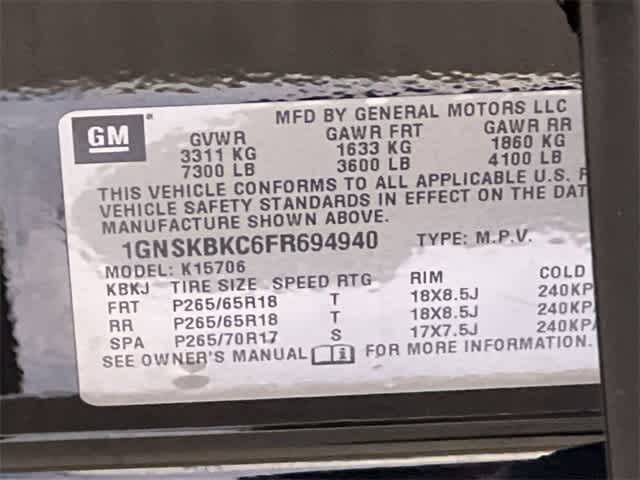 MFD BY GENERAL MOTORS LLC
GM
GVWR GAWR FRT GAWR RR
3311 KG 1633 KG 1860 KG
7300 LB 3600 LB 4100 LB
THIS VEHICLE CONFORMS TO ALL APPLICABLE U.S.
VEHICLE SAFETY STANDARDS IN EFFECT ON THE DAT
MANUFACTURE SHOWN ABOVE.
1GNSKBKC6FR694940 TYPE: M.P.V.
MODEL: K15706
KBKJ TIRE SIZE SPEED RTG RIM COLD
FRT P265/65R18 T 18X8.5J 240KP
RR P265/65R18 T 18X8.5J 240KP
SPA P265/70R17 S 17X7.5J 240KP
SEE OWNER'S MANUAL i FOR MORE INFORMATION.